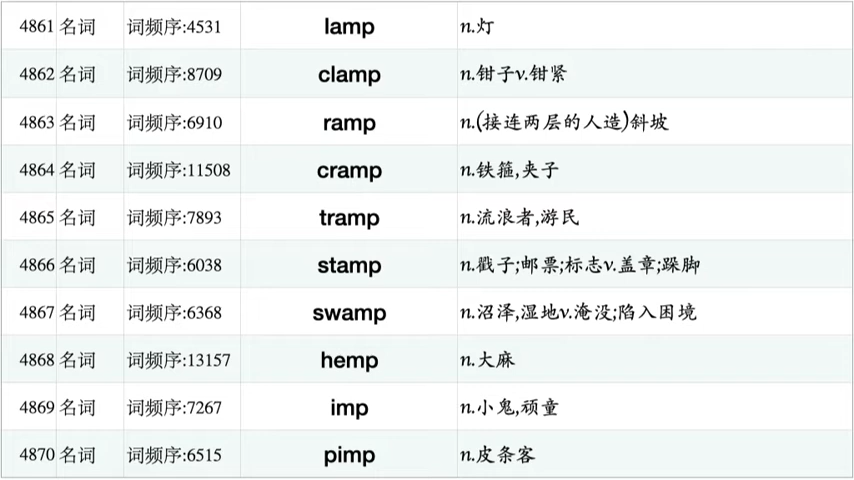 4861 名词 词频序:4531 lamp n.灯
4862 名词 词频序:8709 clamp n.钳子v.钳紧
4863 名词 词频序:6910 ramp n.(接连两层的人造)斜坡
4864 名词 词频序:11508 cramp n.铁箍,夹子
4865 名词 词频序:7893 tramp n.流浪者,游民
4866 名词 词频序:6038 stamp n.戳子;邮票;标志v.盖章;跺脚
4867 名词 词频序:6368 swamp n.沼泽,湿地v.淹没;陷入困境
4868 名词 词频序:13157 hemp n.大麻
4869 名词 词频序:7267 imp n.小鬼,顽童
4870 名词 词频序:6515 pimp n.皮条客